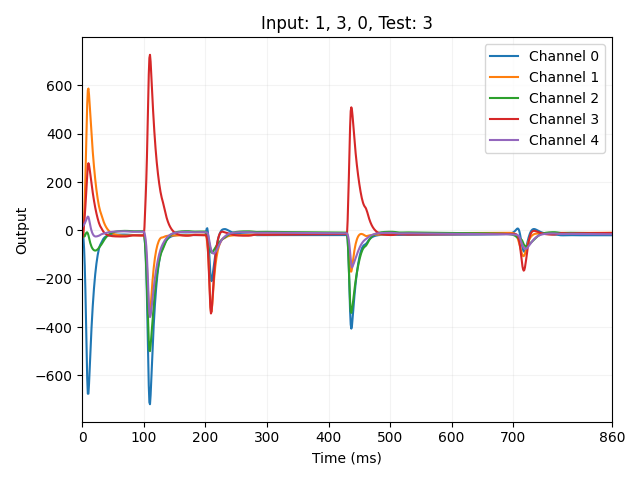 Input: 1, 3, 0, Test: 3
Channel 0
Channel 1
Channel 2
Channel 3
Channel 4
Output
600
400
200
0
−200
−400
−600
0 100 200 300 400 500 600 700 860
Time (ms)